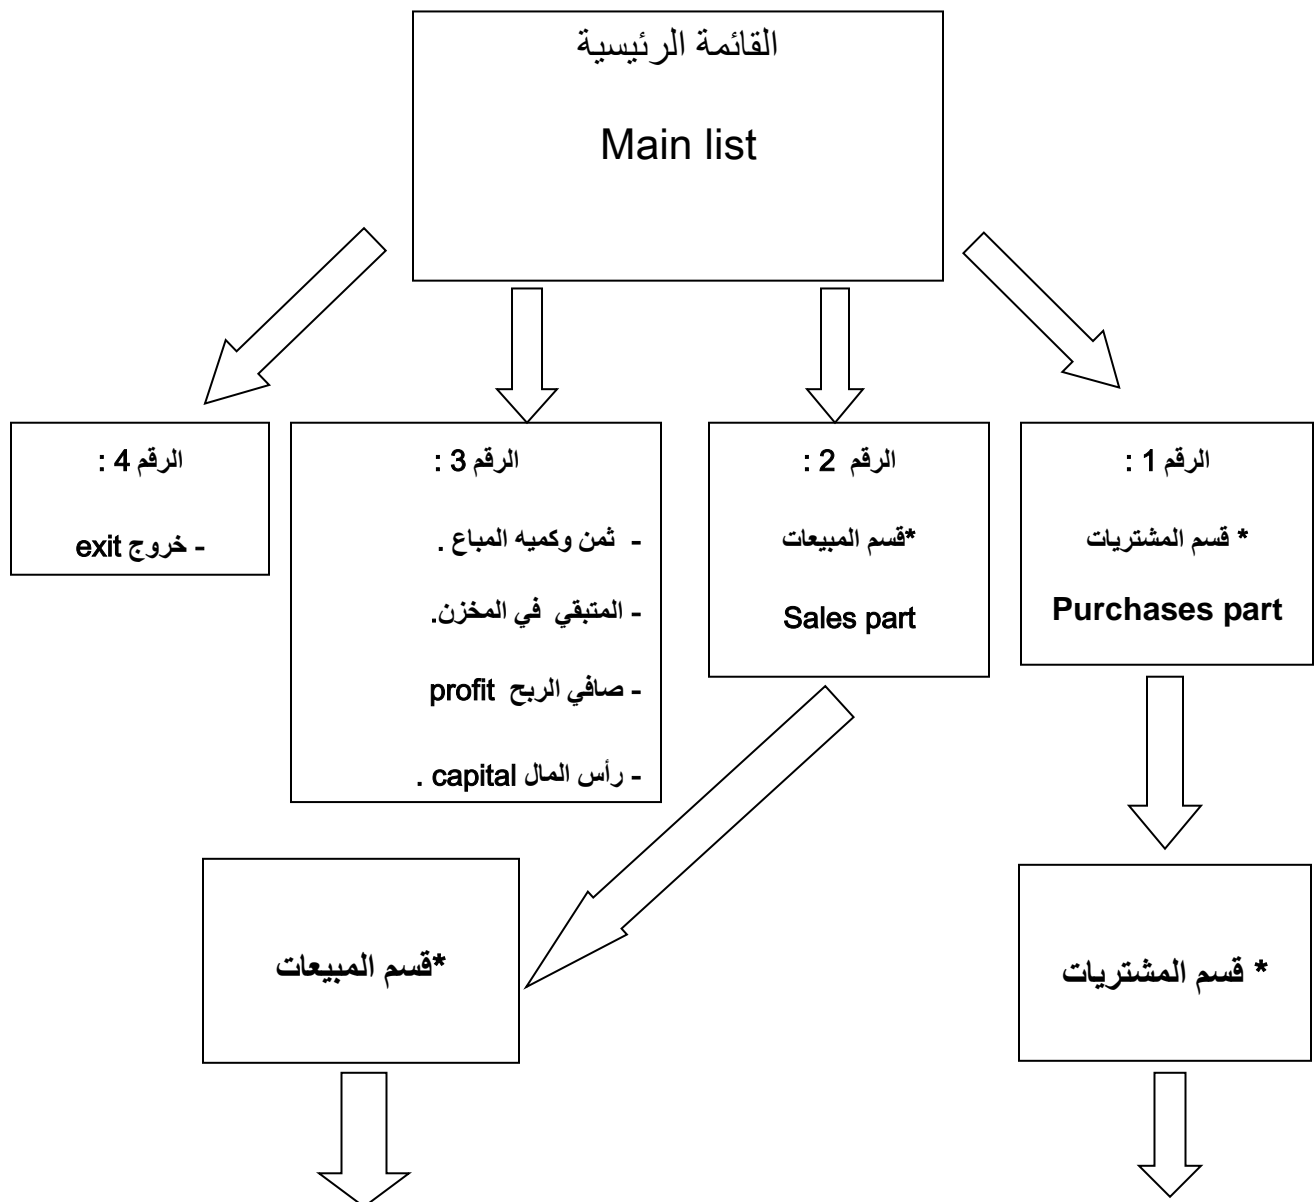 القائمة الرئيسية
Main list
الرقم 1 :
* قسم المشتريات
Purchases part
الرقم 2 :
*قسم المبيعات
Sales part
الرقم 3 :
- ثمن وكميه المباع .
- المتبقي في المخزن.
- صافي الربح profit
- رأس المال capital .
الرقم 4 :
- خروج exit
* قسم المشتريات
*قسم المبيعات